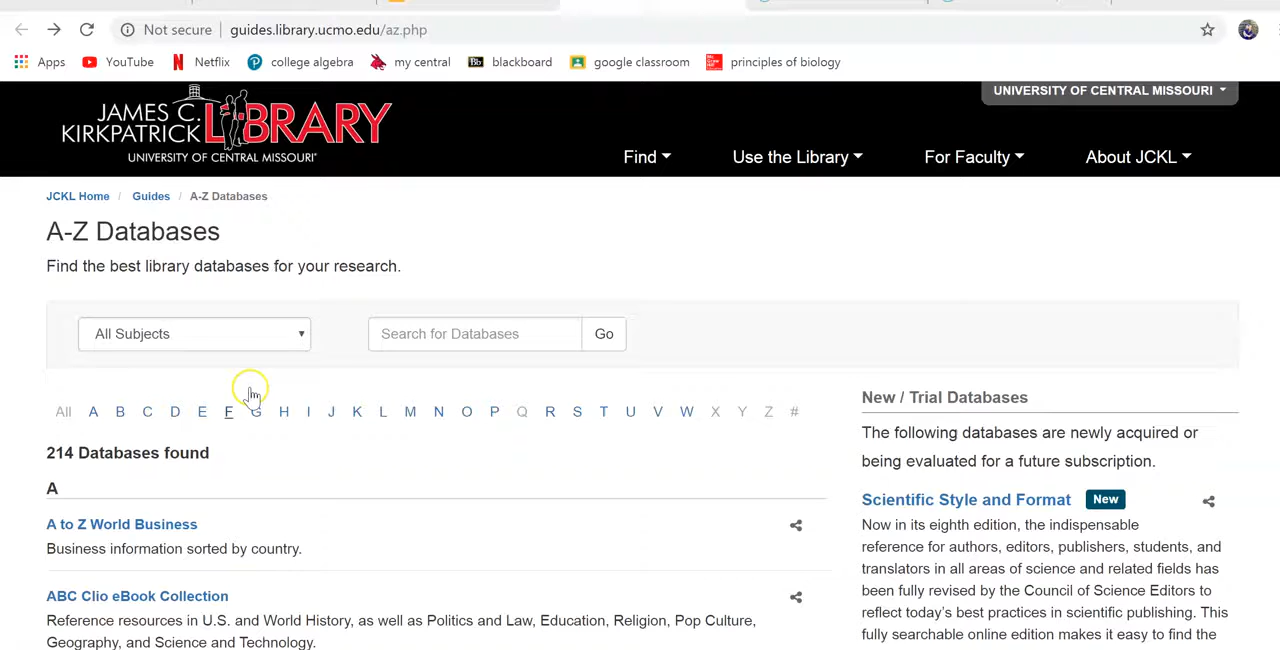 Not secure guides.library.ucmo.edu/az.php
Apps YouTube Netflix college algebra my central Bb blackboard google classroom principles of biology
UNIVERSITY OF CENTRAL MISSOURI
JAMES C.
KIRKPATRICK LIBRARY
UNIVERSITY OF CENTRAL MISSOURI
Find Use the Library For Faculty About JCKL
JCKL Home / Guides / A-Z Databases
A-Z Databases
Find the best library databases for your research.
All Subjects Search for Databases Go
All A B C D E F G H I J K L M N O P Q R S T U V W X Y Z #
214 Databases found
A
A to Z World Business
Business information sorted by country.
ABC Clio eBook Collection
Reference resources in U.S. and World History, as well as Politics and Law, Education, Religion, Pop Culture,
Geography, and Science and Technology.
New / Trial Databases
The following databases are newly acquired or
being evaluated for a future subscription.
Scientific Style and Format New
Now in its eighth edition, the indispensable
reference for authors, editors, publishers, students, and
translators in all areas of science and related fields has
been fully revised by the Council of Science Editors to
reflect today's best practices in scientific publishing. This
fully searchable online edition makes it easy to find the